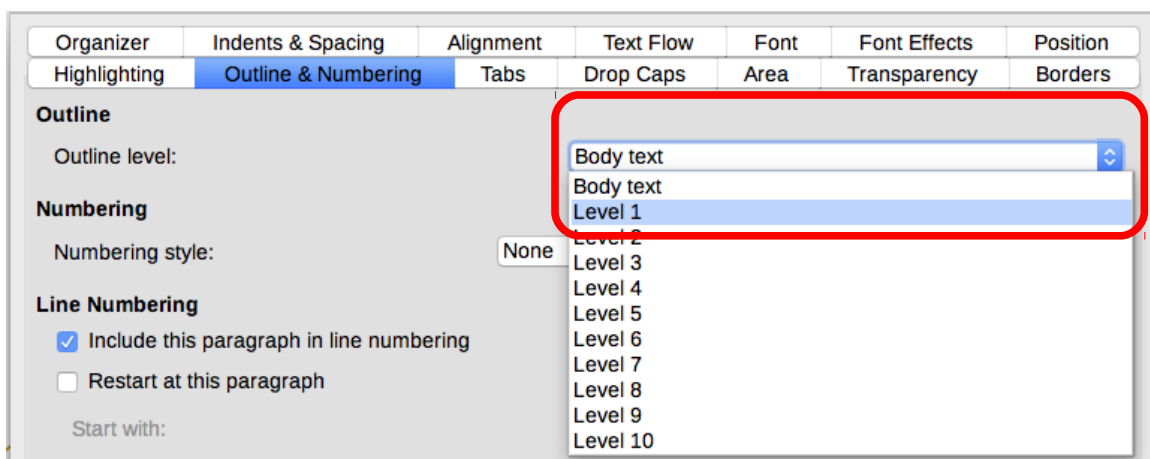 Organizer Indents & Spacing Alignment Text Flow Font Font Effects Position
Highlighting Outline & Numbering Tabs Drop Caps Area Transparency Borders
Outline
Outline level:
Body text
Body text
Level 1
Level 2
Level 3
Level 4
Level 5
Level 6
Level 7
Level 8
Level 9
Level 10
Numbering
Numbering style:
None
Line Numbering
Include this paragraph in line numbering
Restart at this paragraph
Start with: